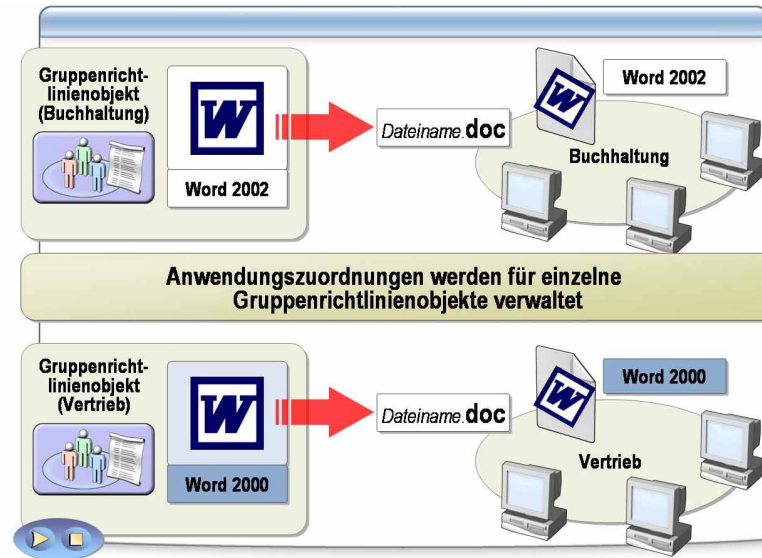 Gruppenricht-
linienobjekt
(Buchhaltung)
W
Word 2002
Dateiname.doc
W
Word 2002
Buchhaltung
Anwendungszuordnungen werden für einzelne
Gruppenrichtlinienobjekte verwaltet
Gruppenricht-
linienobjekt
(Vertrieb)
W
Word 2000
Dateiname.doc
W
Word 2000
Vertrieb